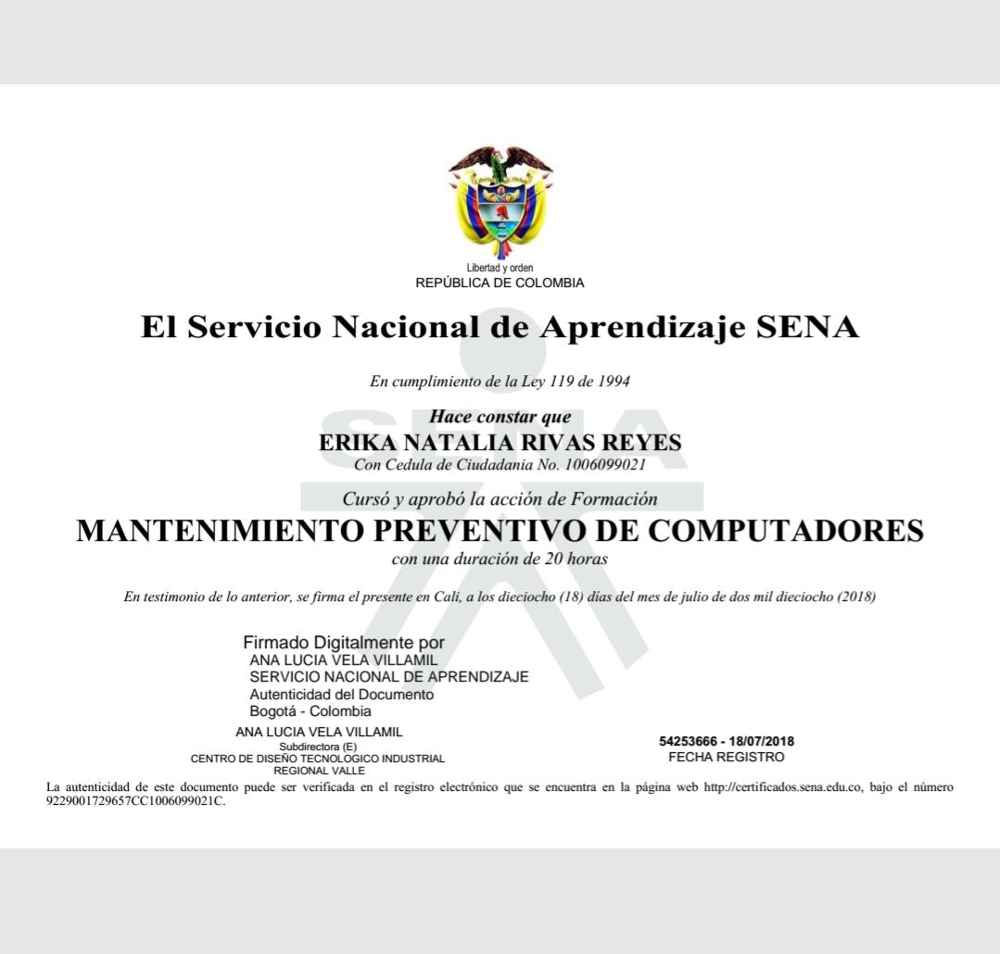 Libertad y orden
REPÚBLICA DE COLOMBIA
El Servicio Nacional de Aprendizaje SENA
En cumplimiento de la Ley 119 de 1994
Hace constar que
SENA
ERIKA NATALIA RIVAS REYES
Con Cedula de Ciudadania No. 1006099021
Cursó y aprobó la acción de Formación
MANTENIMIENTO PREVENTIVO DE COMPUTADORES
con una duración de 20 horas
En testimonio de lo anterior, se firma el presente en Cali, a los dieciocho (18) días del mes de julio de dos mil dieciocho (2018)
Firmado Digitalmente por
ANA LUCIA VELA VILLAMIL
SERVICIO NACIONAL DE APRENDIZAJE
Autenticidad del Documento
Bogotá - Colombia
ANA LUCIA VELA VILLAMIL
Subdirectora (E)
CENTRO DE DISEÑO TECNOLOGICO INDUSTRIAL
REGIONAL VALLE
54253666 - 18/07/2018
FECHA REGISTRO
La autenticidad de este documento puede ser verificada en el registro electrónico que se encuentra en la página web http://certificados.sena.edu.co, bajo el número
9229001729657CC1006099021C.